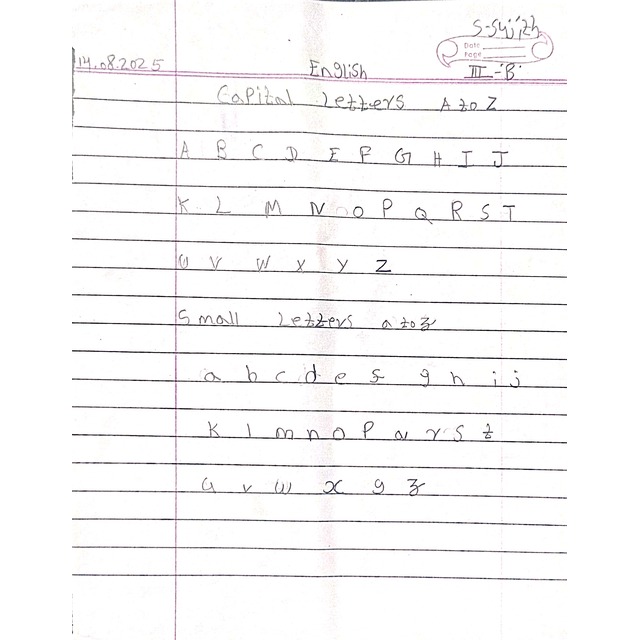 S-Sujith
Date
Page
14.08.2025
English
III-'B'
Capital Letters A to Z
A B C D E F G H I J
K L M N O P Q R S T
U V W X Y Z
Small Letters a to z
a b c d e f g h i j
K l m n o p q r s t
u v w x y z